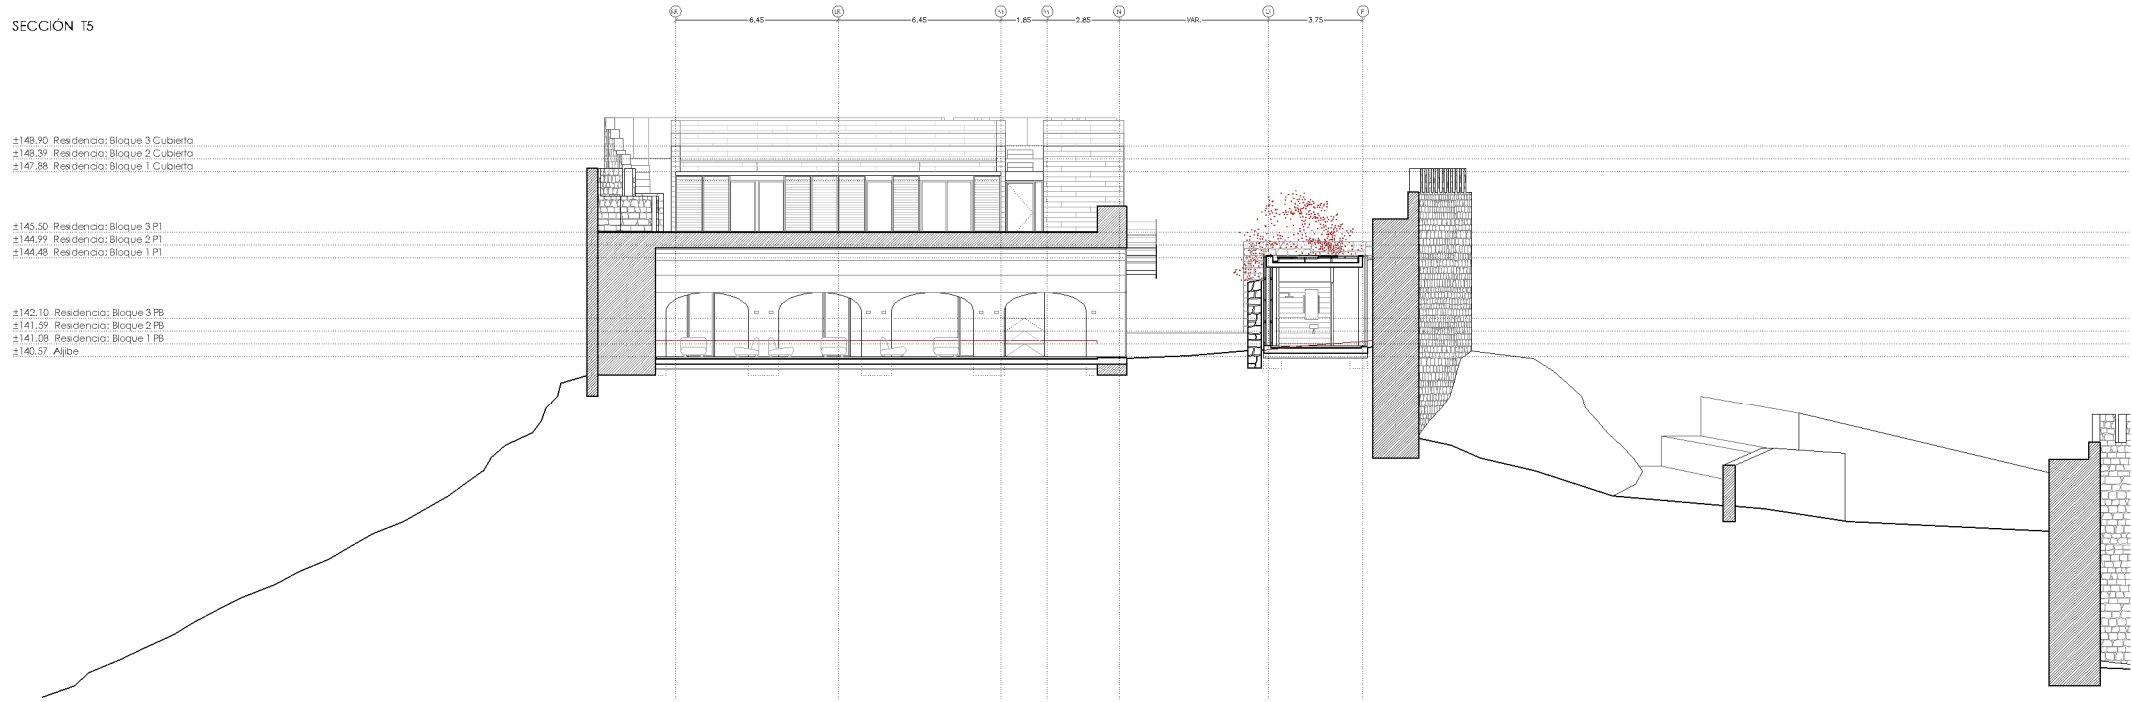 SECCIÓN T5
6.45 6.45 1.85 2.85 N VAR. 3.75
±148.90 Residencia: Bloque 3 Cubierta
±148.39 Residencia: Bloque 2 Cubierta
±147.88 Residencia: Bloque 1 Cubierta
±145.50 Residencia: Bloque 3 P1
±144.99 Residencia: Bloque 2 P1
±144.48 Residencia: Bloque 1 P1
±142.10 Residencia: Bloque 3 PB
±141.59 Residencia: Bloque 2 PB
±141.08 Residencia: Bloque 1 PB
±140.57 Aljibe